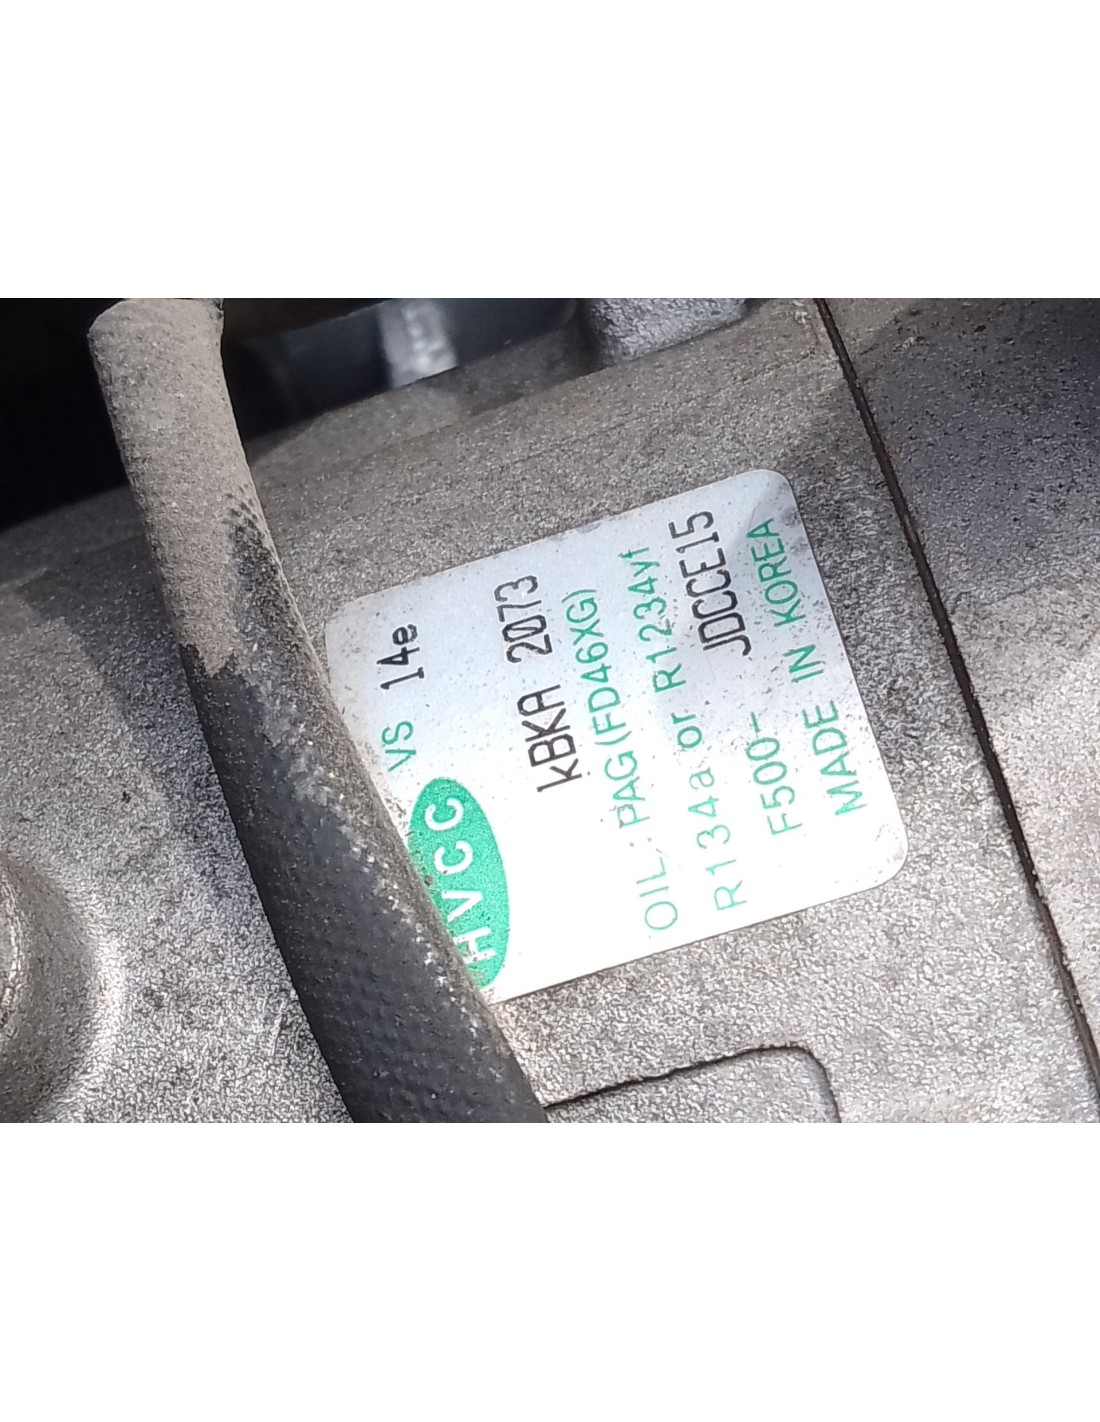 HVCC VS 14e
kBKA 2073
OIL : PAG(FD46XG)
R134a or R1234yf
F500- JDCCE15
MADE IN KOREA